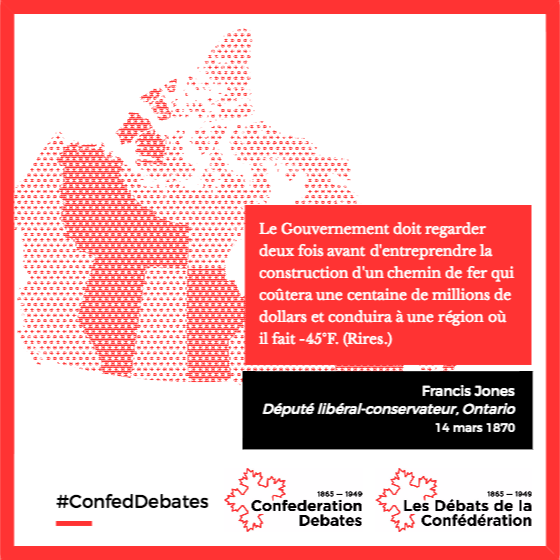 Le Gouvernement doit regarder
deux fois avant d'entreprendre la
construction d'un chemin de fer qui
coûtera une centaine de millions de
dollars et conduira à une région où
il fait -45°F. (Rires.)
Francis Jones
Député libéral-conservateur, Ontario
14 mars 1870
#ConfedDebates
1865 — 1949
Confederation
Debates
1865 — 1949
Les Débats de la
Confédération